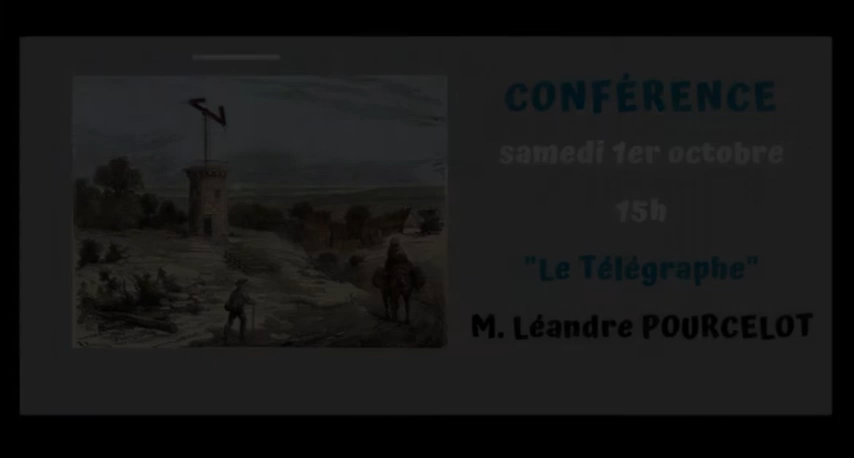 CONFÉRENCE
samedi 1er octobre
15h
"Le Télégraphe"
M. Léandre POURCELOT